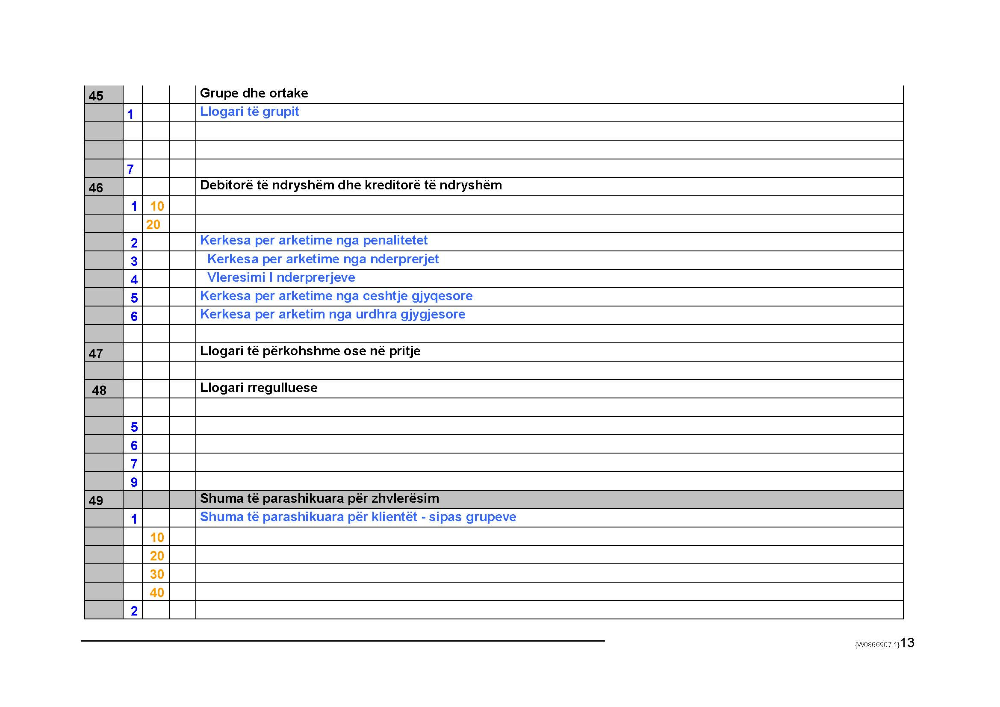 45 Grupe dhe ortake
1 Llogari të grupit
7
46 Debitorë të ndryshëm dhe kreditorë të ndryshëm
1 10
20
2 Kerkesa per arketime nga penalitetet
3 Kerkesa per arketime nga nderprerjet
4 Vleresimi I nderprerjeve
5 Kerkesa per arketime nga ceshtje gjyqesore
6 Kerkesa per arketim nga urdhra gjygjesore
47 Llogari të përkohshme ose në pritje
48 Llogari rregulluese
5
6
7
9
49 Shuma të parashikuara për zhvlerësim
1 Shuma të parashikuara për klientët - sipas grupeve
10
20
30
40
2
{W0866907.1}13